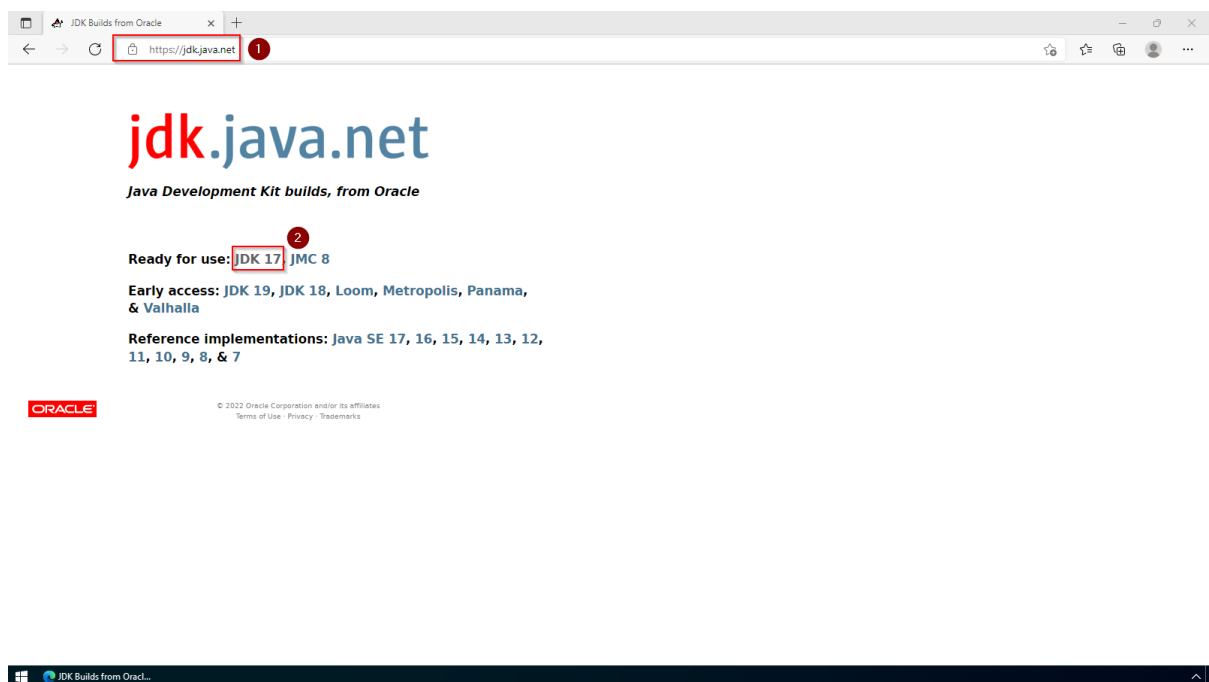 JDK Builds from Oracle
https://jdk.java.net
1
jdk.java.net
Java Development Kit builds, from Oracle
2
Ready for use: JDK 17, JMC 8
Early access: JDK 19, JDK 18, Loom, Metropolis, Panama,
& Valhalla
Reference implementations: Java SE 17, 16, 15, 14, 13, 12,
11, 10, 9, 8, & 7
ORACLE
© 2022 Oracle Corporation and/or its affiliates
Terms of Use · Privacy · Trademarks
JDK Builds from Oracl...